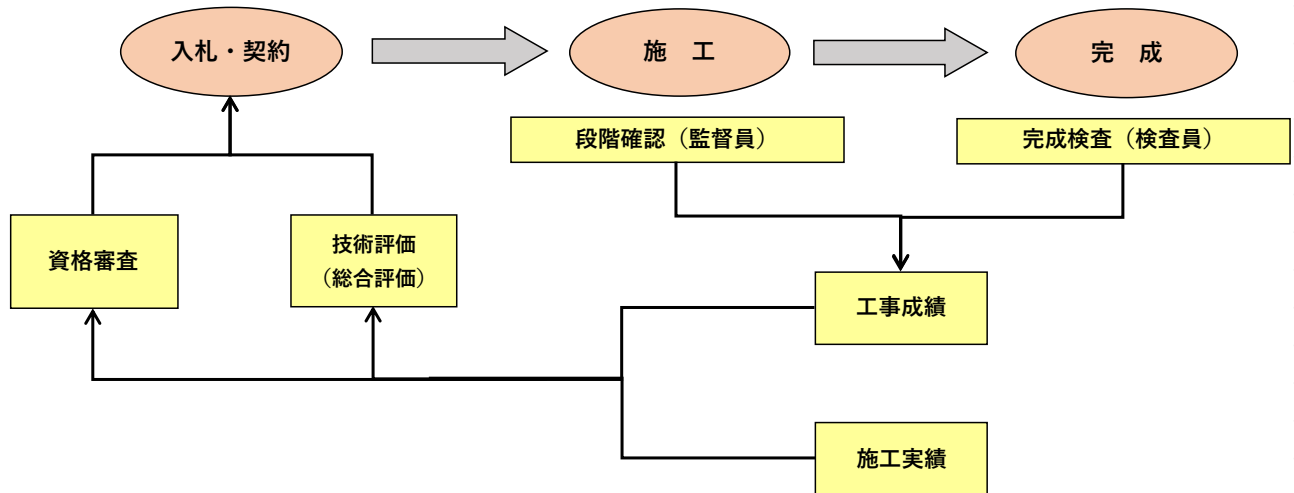 入札・契約
施　工
完　成
段階確認（監督員）
完成検査（検査員）
資格審査
技術評価
（総合評価）
工事成績
施工実績